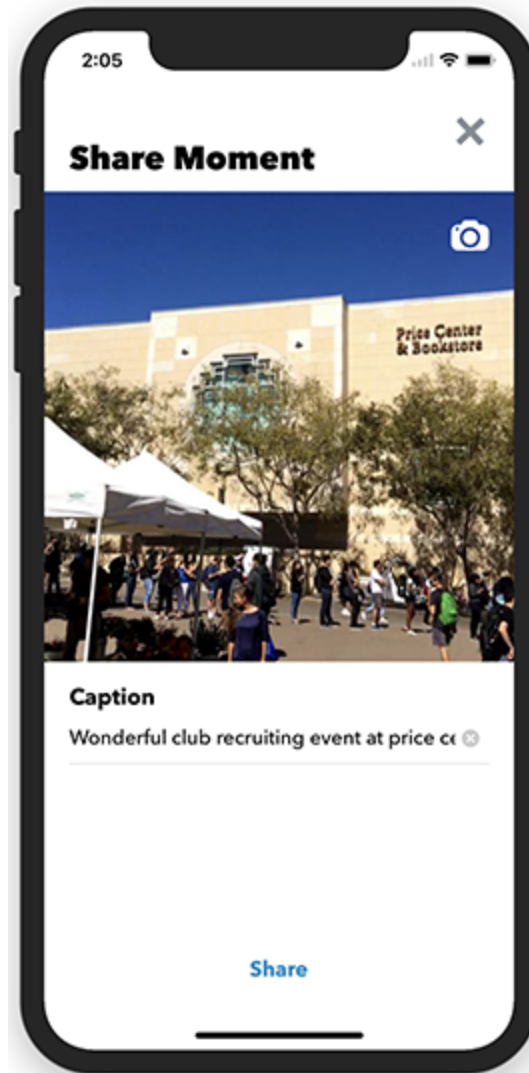 2:05
Share Moment
Price Center
& Bookstore
Caption
Wonderful club recruiting event at price ce
Share